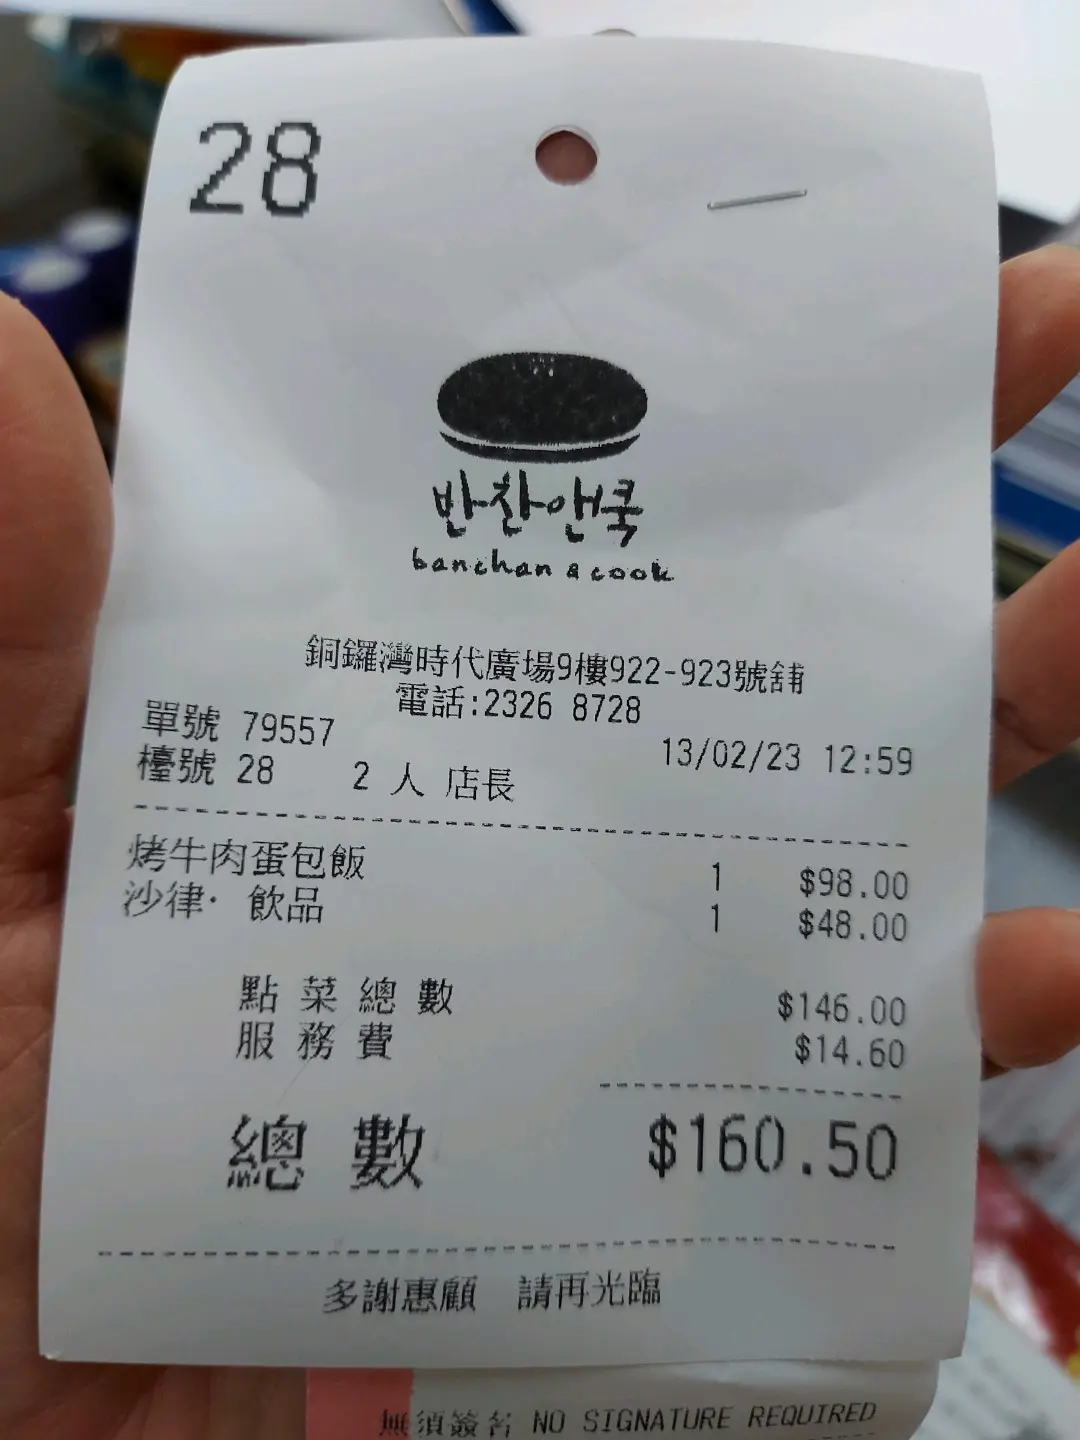 28
반찬앤쿡
banchan & cook
銅鑼灣時代廣場9樓922-923號舖
電話:2326 8728
單號 79557
13/02/23 12:59
檯號 28 2 人 店長
烤牛肉蛋包飯 1 $98.00
沙律· 飲品 1 $48.00
點菜總數 $146.00
服務費 $14.60
總數 $160.50
多謝惠顧 請再光臨
無須簽名 NO SIGNATURE REQUIRED